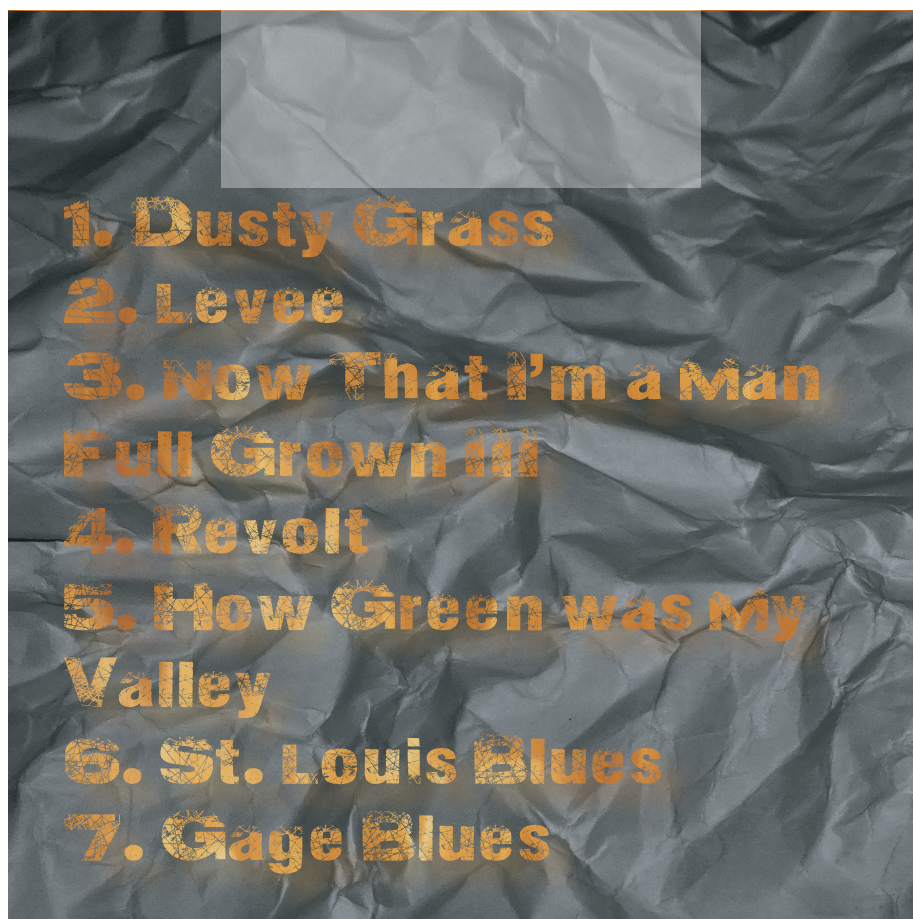 1. Dusty Grass
2. Levee
3. Now That I'm a Man
Full Grown III
4. Revolt
5. How Green was My
Valley
6. St. Louis Blues
7. Gage Blues